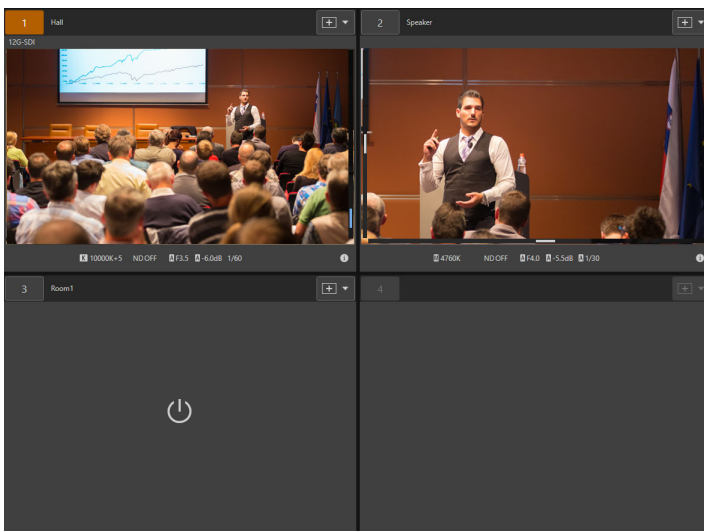 1 Hall
2 Speaker
12G-SDI
K 10000K+5 ND OFF A F3.5 A -6.0dB 1/60
4760K ND OFF A F4.0 A -5.5dB A 1/30
3 Room1
4